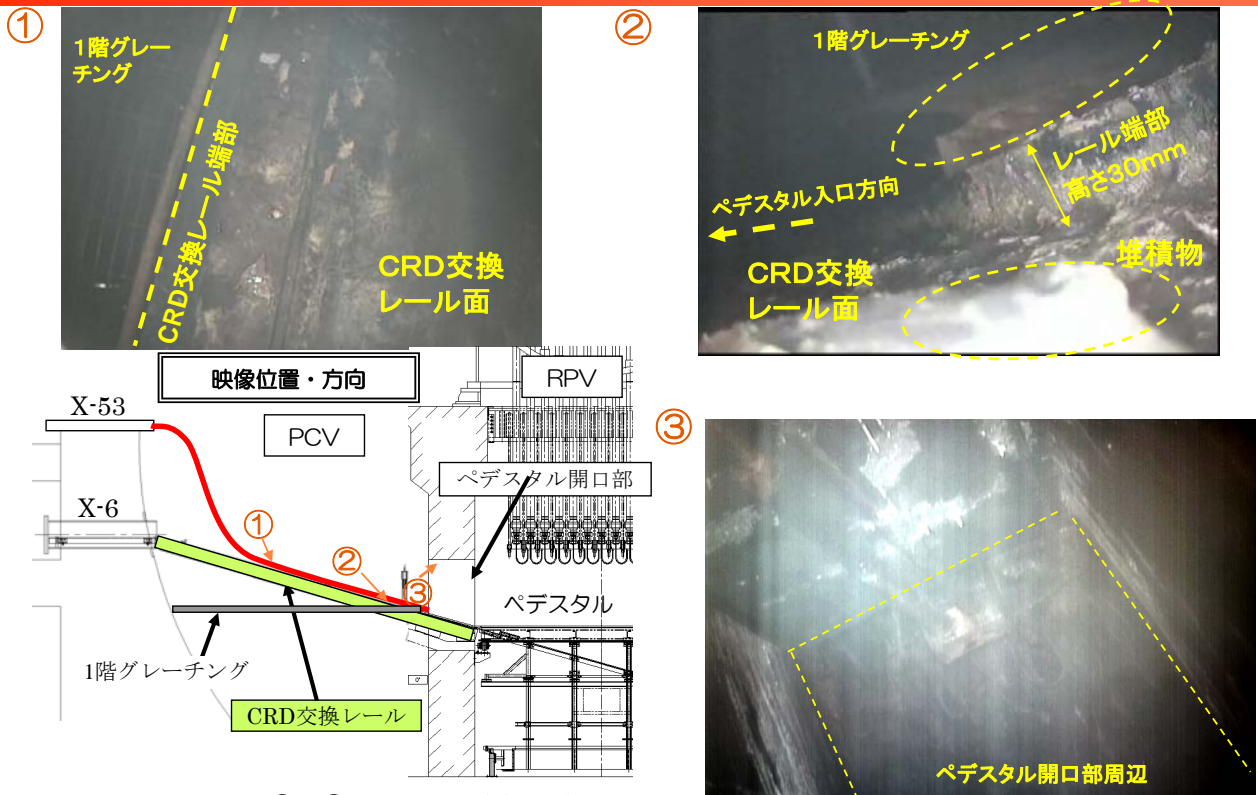 ①
1階グレー
チング
CRD交換レール端部
CRD交換
レール面
②
1階グレーチング
レール端部
高さ30mm
ペデスタル入口方向
堆積物
CRD交換
レール面
映像位置・方向
RPV
X-53
PCV
ペデスタル開口部
X-6
①
②
③
ペデスタル
1階グレーチング
CRD交換レール
③
ペデスタル開口部周辺